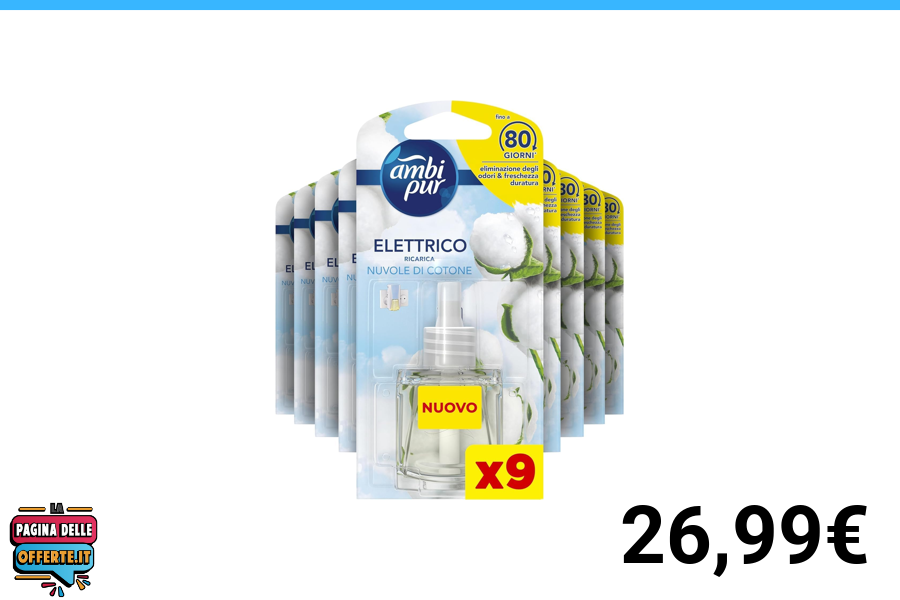 fino a
80
GIORNI*
eliminazione degli
odori & freschezza
duratura
ambi
pur
ELETTRICO
RICARICA
NUVOLE DI COTONE
NUOVO
x9
LA
PAGINA DELLE
OFFERTE.IT
26,99€